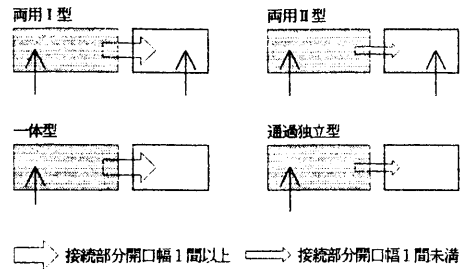 両用Ⅰ型
両用Ⅱ型
一体型
通過独立型
接続部分開口幅1間以上
接続部分開口幅1間未満